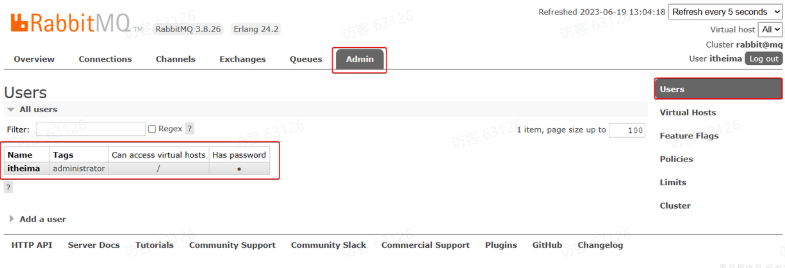 Refreshed 2023-06-19 13:04:18 Refresh every 5 seconds
RabbitMQ TM RabbitMQ 3.8.26 Erlang 24.2
Virtual host All
Cluster rabbit@mq
User itheima Log out
Overview Connections Channels Exchanges Queues Admin
Users
Users
Virtual Hosts
Feature Flags
Policies
Limits
Cluster
All users
Filter: Regex ? 1 item, page size up to 100
Name Tags Can access virtual hosts Has password
itheima administrator / •
?
Add a user
HTTP API Server Docs Tutorials Community Support Community Slack Commercial Support Plugins GitHub Changelog
访客 63126